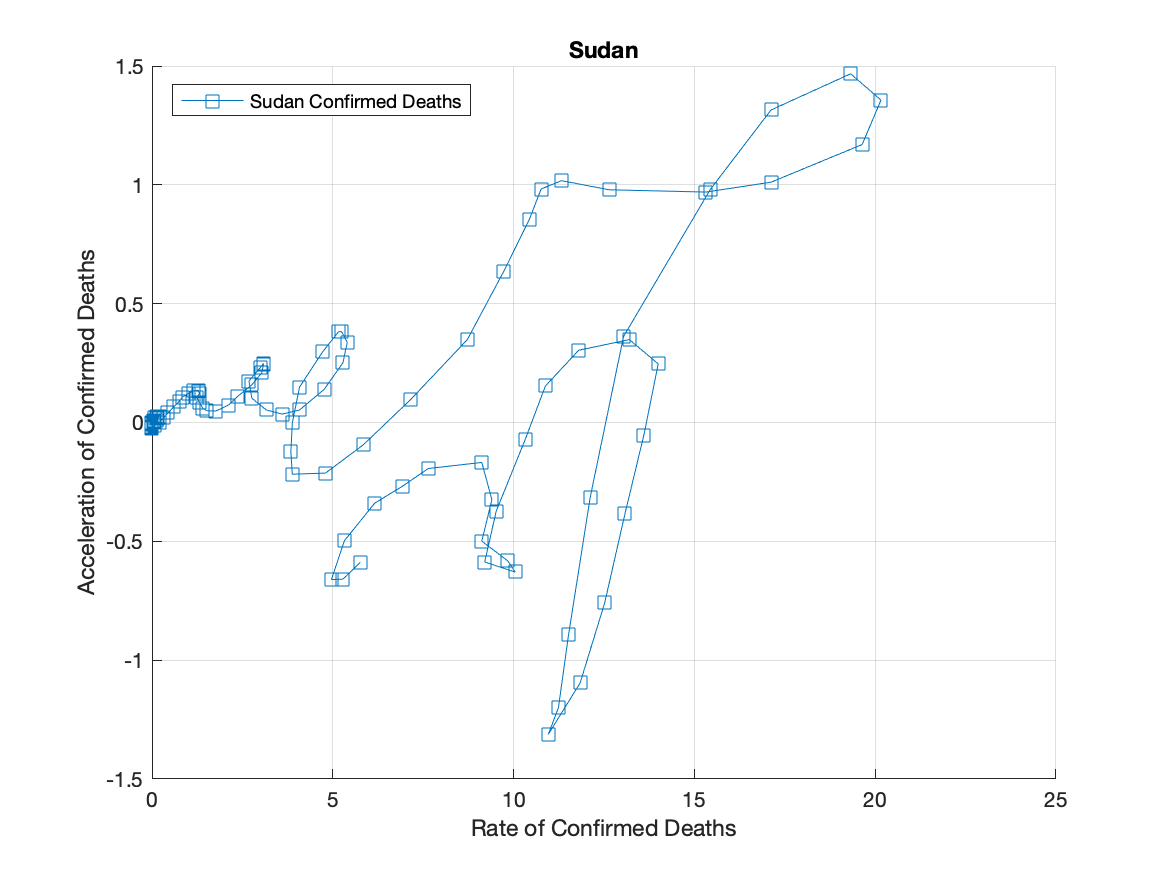 Sudan
Sudan Confirmed Deaths
Acceleration of Confirmed Deaths
1.5
1
0.5
0
-0.5
-1
-1.5
0 5 10 15 20 25
Rate of Confirmed Deaths